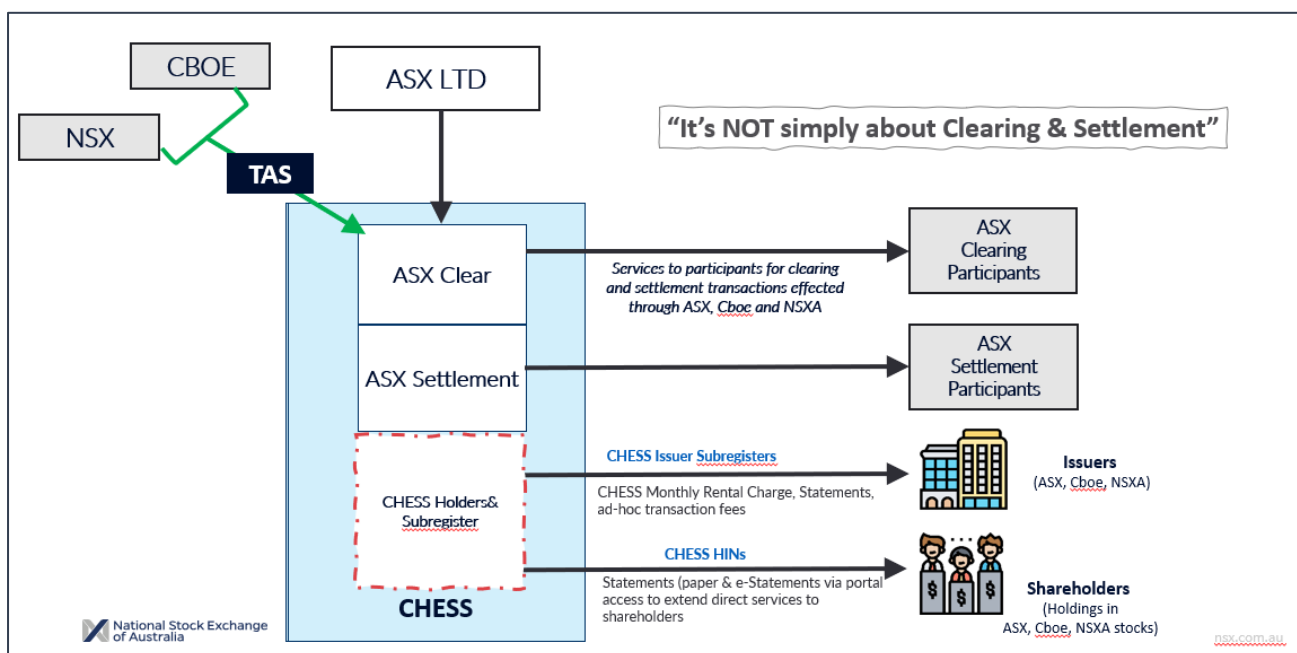 CBOE
ASX LTD
NSX
TAS
“It’s NOT simply about Clearing & Settlement”
ASX Clear
Services to participants for clearing
and settlement transactions effected
through ASX, Cboe and NSXA
ASX
Clearing
Participants
ASX Settlement
ASX
Settlement
Participants
CHESS Holders&
Subregister
CHESS Issuer Subregisters
CHESS Monthly Rental Charge, Statements,
ad-hoc transaction fees
Issuers
(ASX, Cboe, NSXA)
CHESS HINs
Statements (paper & e-Statements via portal
access to extend direct services to
shareholders
$ $ $
Shareholders
(Holdings in
ASX, Cboe, NSXA stocks)
CHESS
National Stock Exchange
of Australia
nsx.com.au